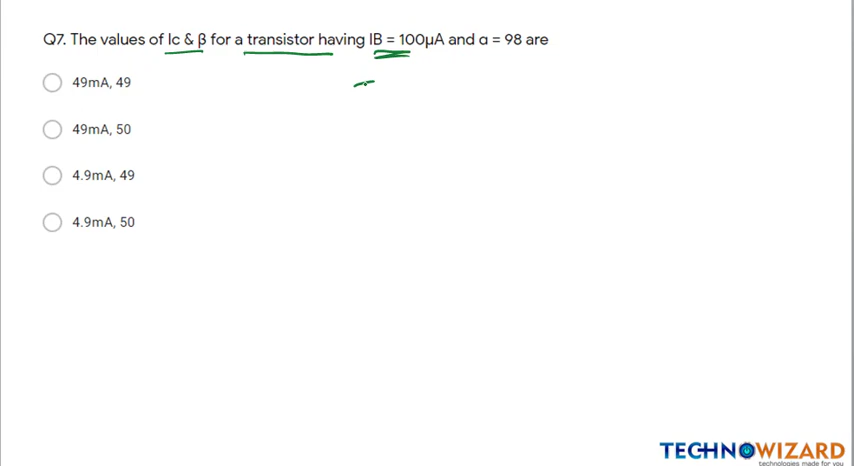 Q7. The values of Ic & β for a transistor having IB = 100μA and α = 98 are
49mA, 49
49mA, 50
4.9mA, 49
4.9mA, 50
TECHNOWIZARD
technologies made for you